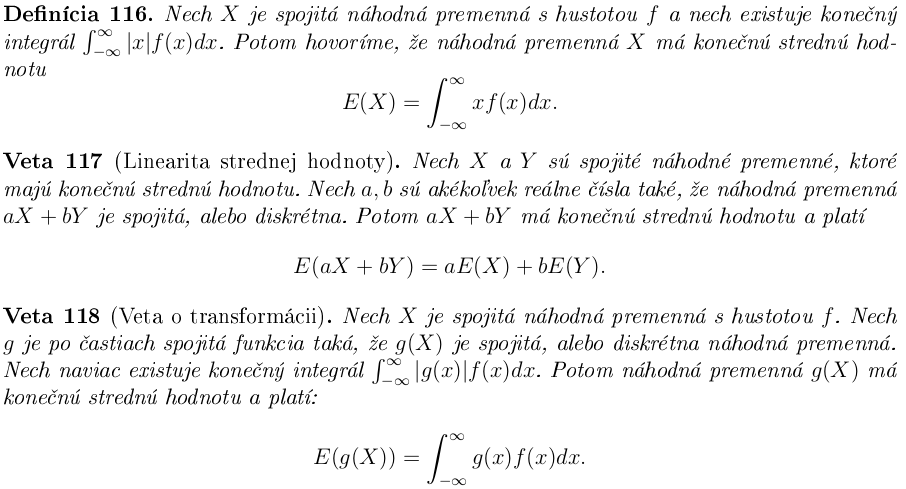 Definícia 116. Nech X je spojitá náhodná premenná s hustotou f a nech existuje konečný
integrál ∫_{−∞}^{∞} |x|f(x)dx. Potom hovoríme, že náhodná premenná X má konečnú strednú hod-
notu
E(X) = ∫_{−∞}^{∞} xf(x)dx.
Veta 117 (Linearita strednej hodnoty). Nech X a Y sú spojité náhodné premenné, ktoré
majú konečnú strednú hodnotu. Nech a, b sú akékoľvek reálne čísla také, že náhodná premenná
aX + bY je spojitá, alebo diskrétna. Potom aX + bY má konečnú strednú hodnotu a platí
E(aX + bY) = aE(X) + bE(Y).
Veta 118 (Veta o transformácii). Nech X je spojitá náhodná premenná s hustotou f. Nech
g je po častiach spojitá funkcia taká, že g(X) je spojitá, alebo diskrétna náhodná premenná.
Nech naviac existuje konečný integrál ∫_{−∞}^{∞} |g(x)|f(x)dx. Potom náhodná premenná g(X) má
konečnú strednú hodnotu a platí:
E(g(X)) = ∫_{−∞}^{∞} g(x)f(x)dx.